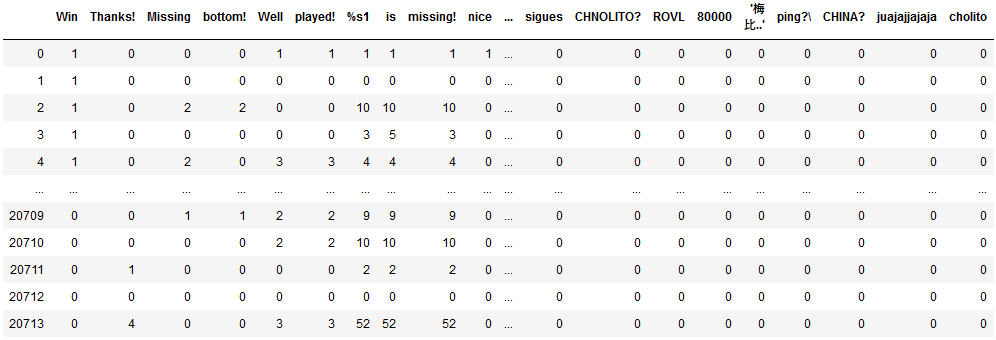 Win Thanks! Missing bottom! Well played! %s1 is missing! nice ... sigues CHNOLITO? ROVL 80000 '梅比..' ping?\ CHINA? juajajjajaja cholito
0 1 0 0 0 1 1 1 1 1 1 ... 0 0 0 0 0 0 0 0 0
1 1 0 0 0 0 0 0 0 0 0 ... 0 0 0 0 0 0 0 0 0
2 1 0 2 2 0 0 10 10 10 0 ... 0 0 0 0 0 0 0 0 0
3 1 0 0 0 0 0 3 5 3 0 ... 0 0 0 0 0 0 0 0 0
4 1 0 2 0 3 3 4 4 4 0 ... 0 0 0 0 0 0 0 0 0
... ... ... ... ... ... ... ... ... ... ... ... ... ... ... ... ... ... ... ... ...
20709 0 0 1 1 2 2 9 9 9 0 ... 0 0 0 0 0 0 0 0 0
20710 0 0 0 0 2 2 10 10 10 0 ... 0 0 0 0 0 0 0 0 0
20711 0 1 0 0 0 0 2 2 2 0 ... 0 0 0 0 0 0 0 0 0
20712 0 0 0 0 0 0 0 0 0 0 ... 0 0 0 0 0 0 0 0 0
20713 0 4 0 0 3 3 52 52 52 0 ... 0 0 0 0 0 0 0 0 0